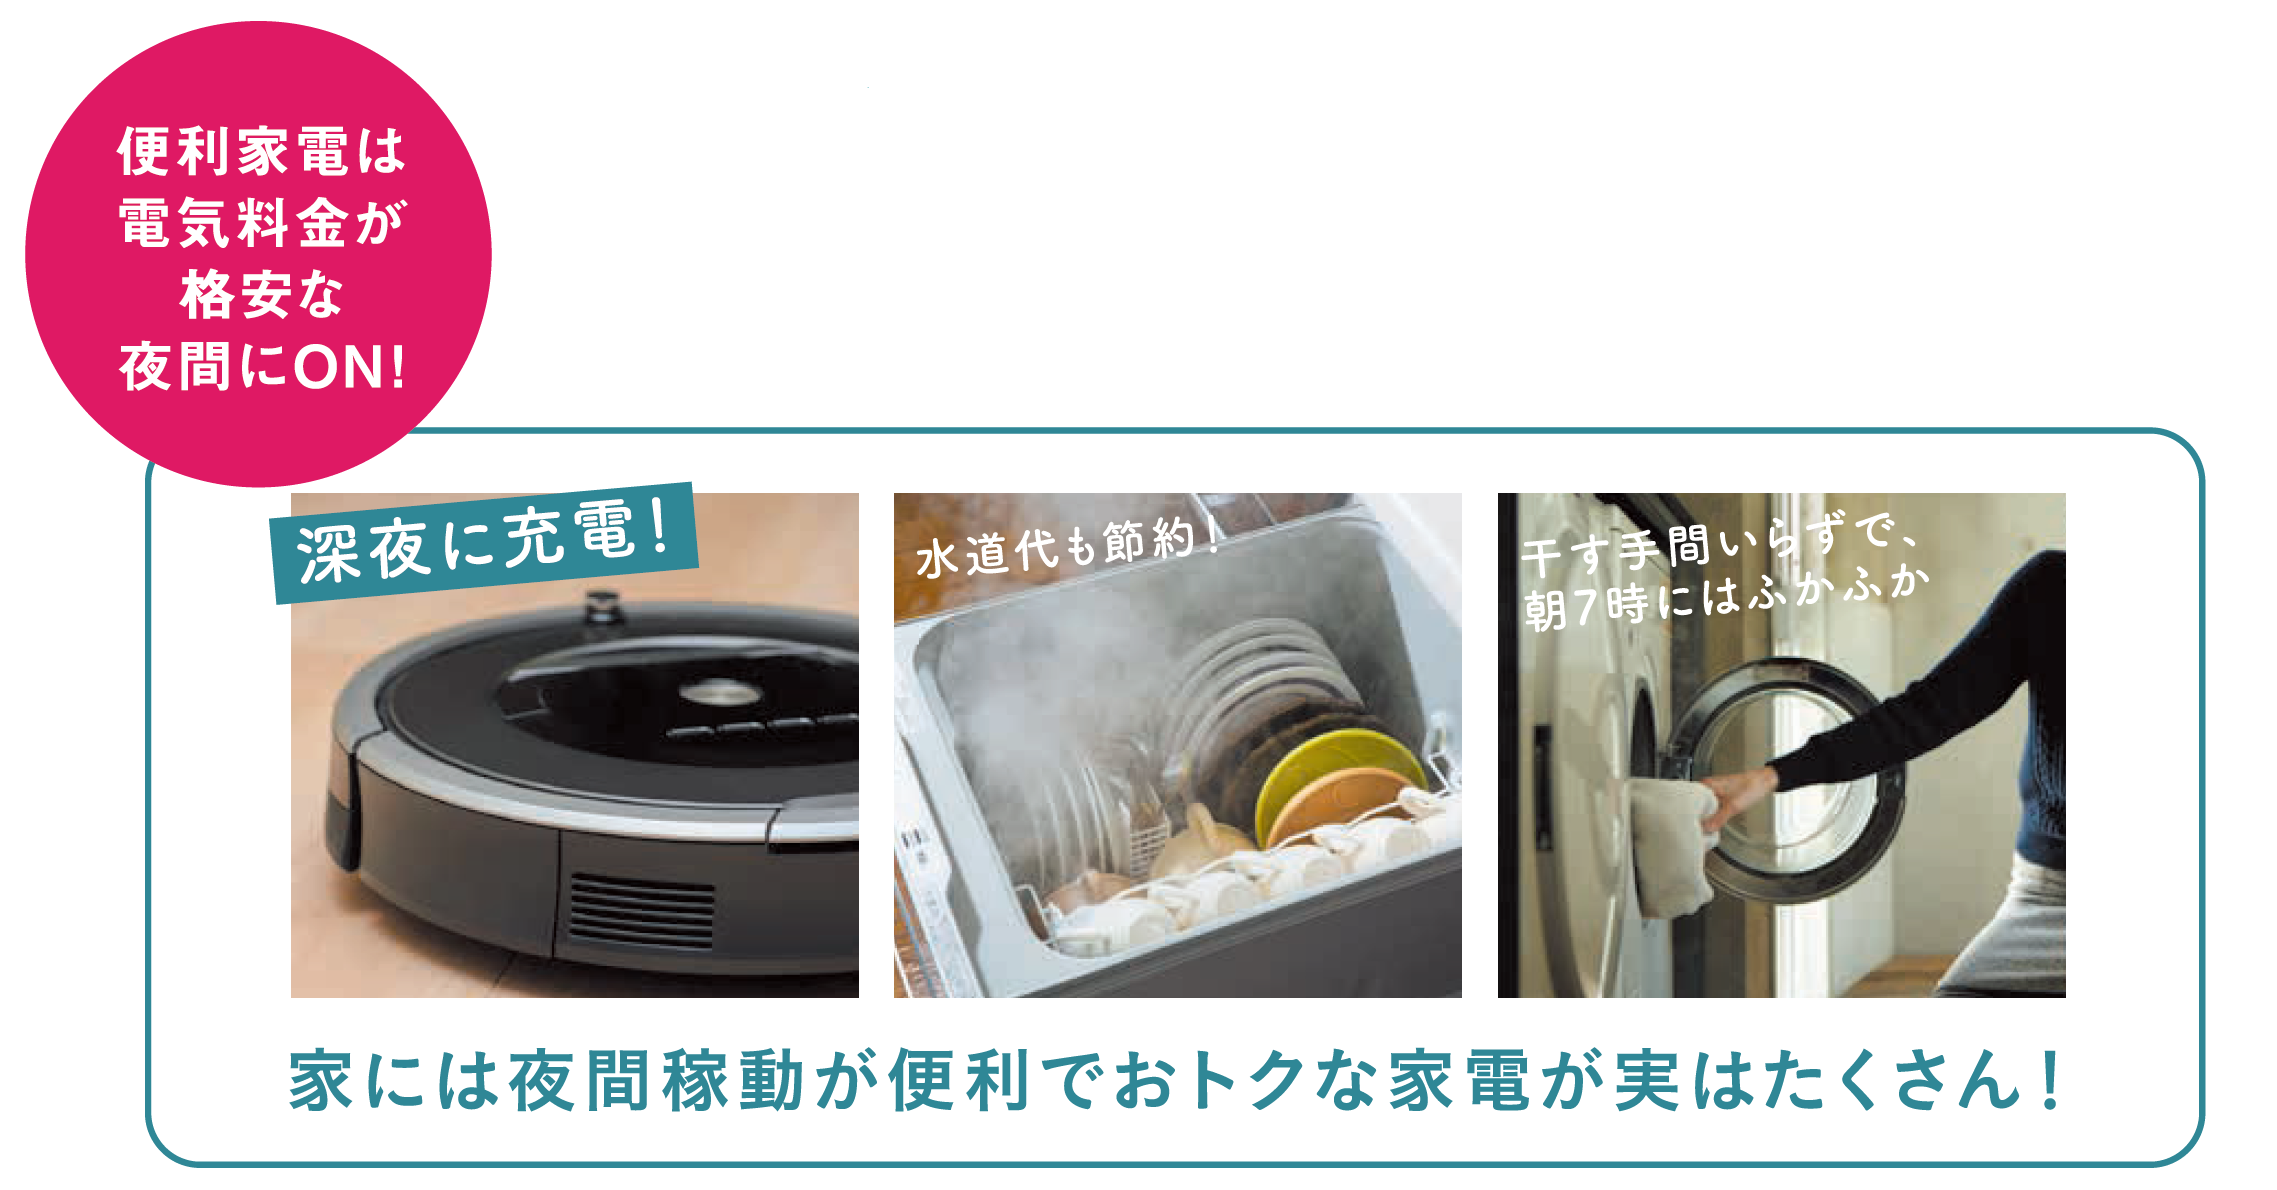 便利家電は
電気料金が
格安な
夜間にON!
深夜に充電!
水道代も節約!
干す手間いらずで、
朝7時にはふかふか
家には夜間稼動が便利でおトクな家電が実はたくさん!